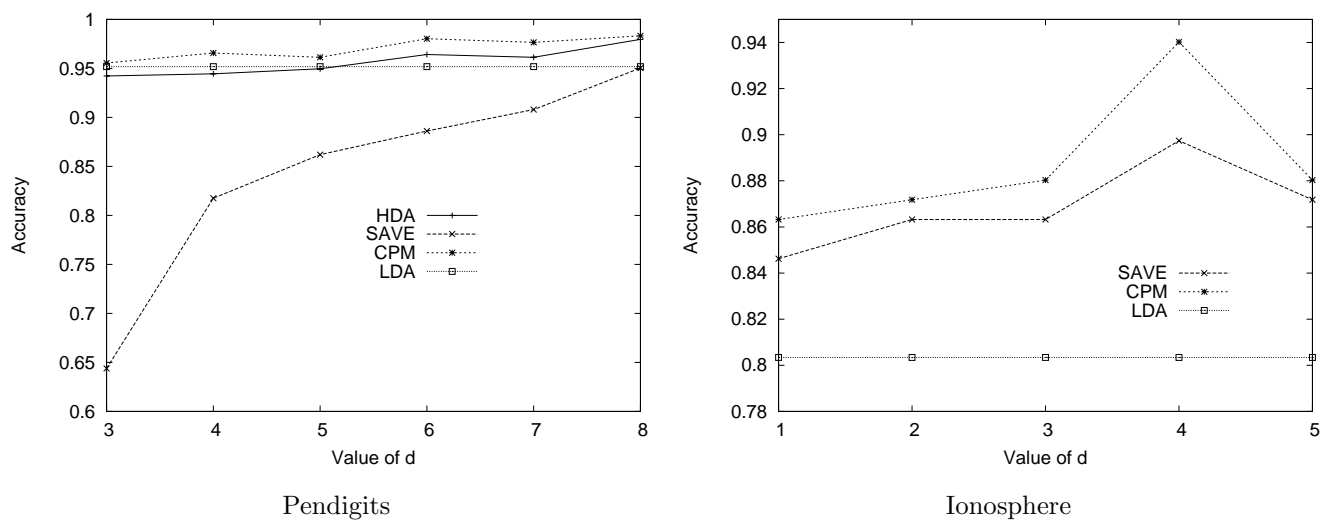 1
0.95
0.9
0.85
0.8
0.75
0.7
0.65
0.6
Accuracy
3 4 5 6 7 8
Value of d
HDA
SAVE
CPM
LDA
Pendigits
0.94
0.92
0.9
0.88
0.86
0.84
0.82
0.8
0.78
Accuracy
1 2 3 4 5
Value of d
SAVE
CPM
LDA
Ionosphere